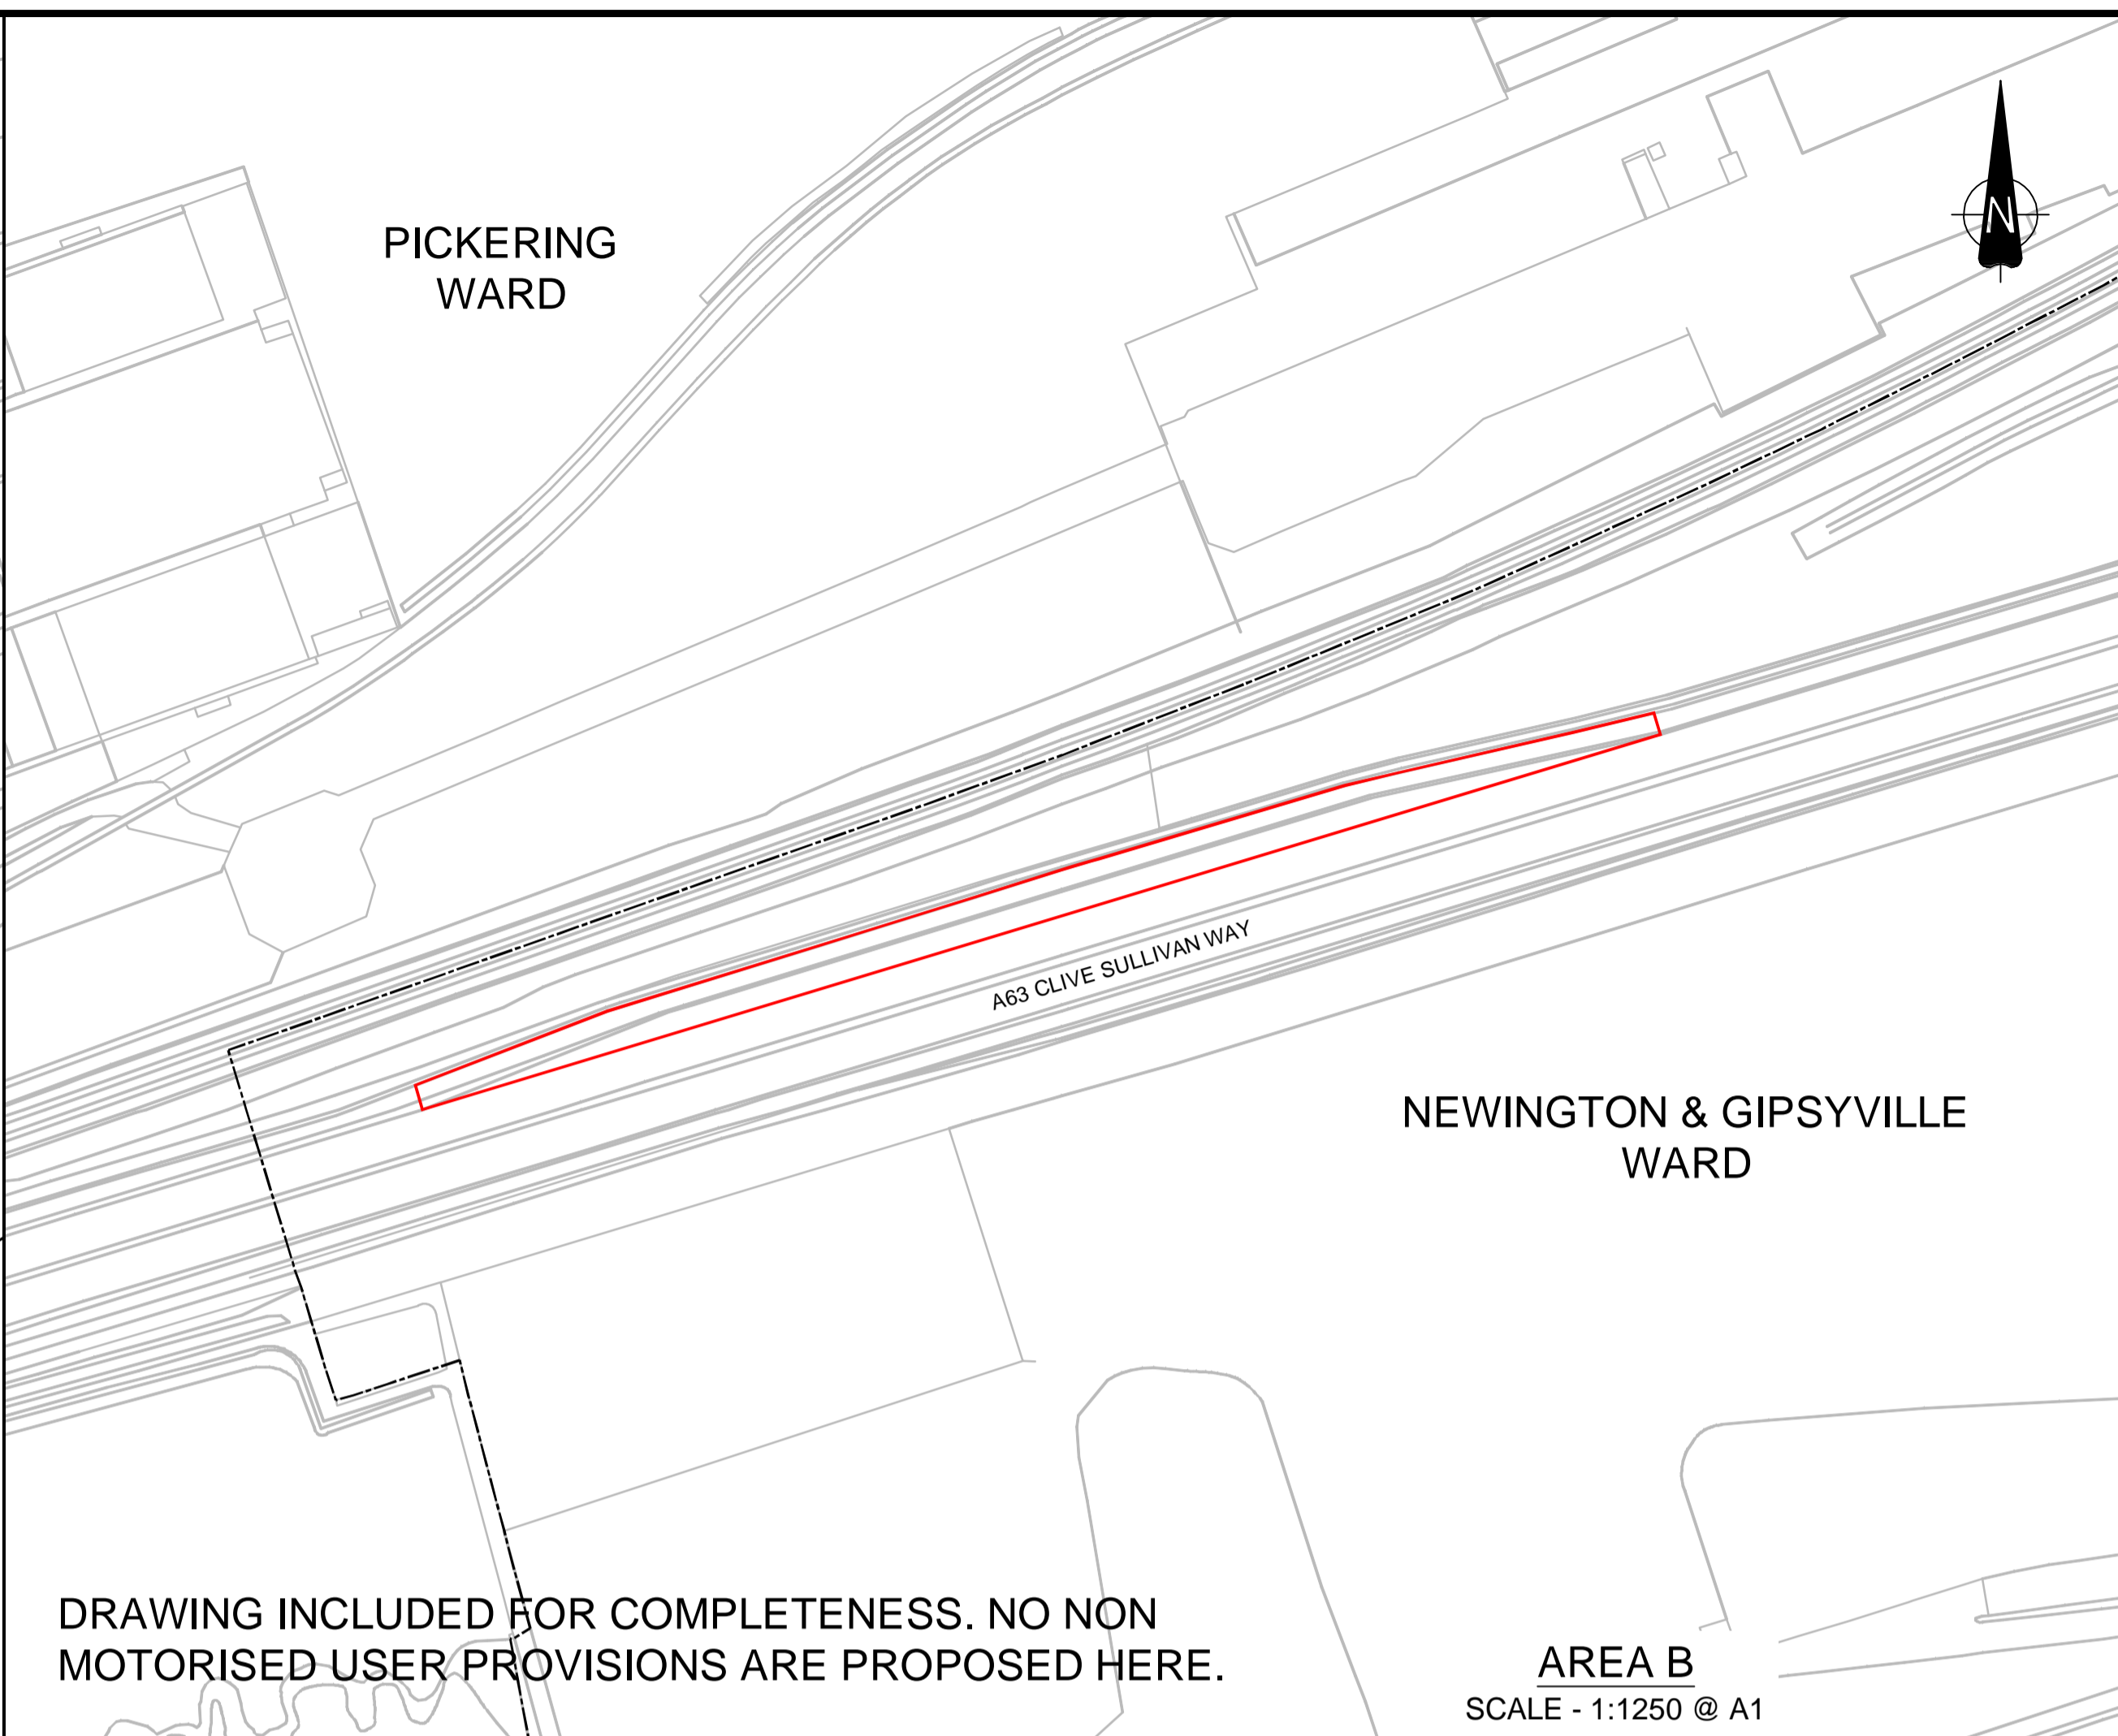 PICKERING
WARD
N
A63 CLIVE SULLIVAN WAY
NEWINGTON & GIPSYVILLE
WARD
DRAWING INCLUDED FOR COMPLETENESS. NO NON
MOTORISED USER PROVISIONS ARE PROPOSED HERE.
AREA B
SCALE - 1:1250 @ A1